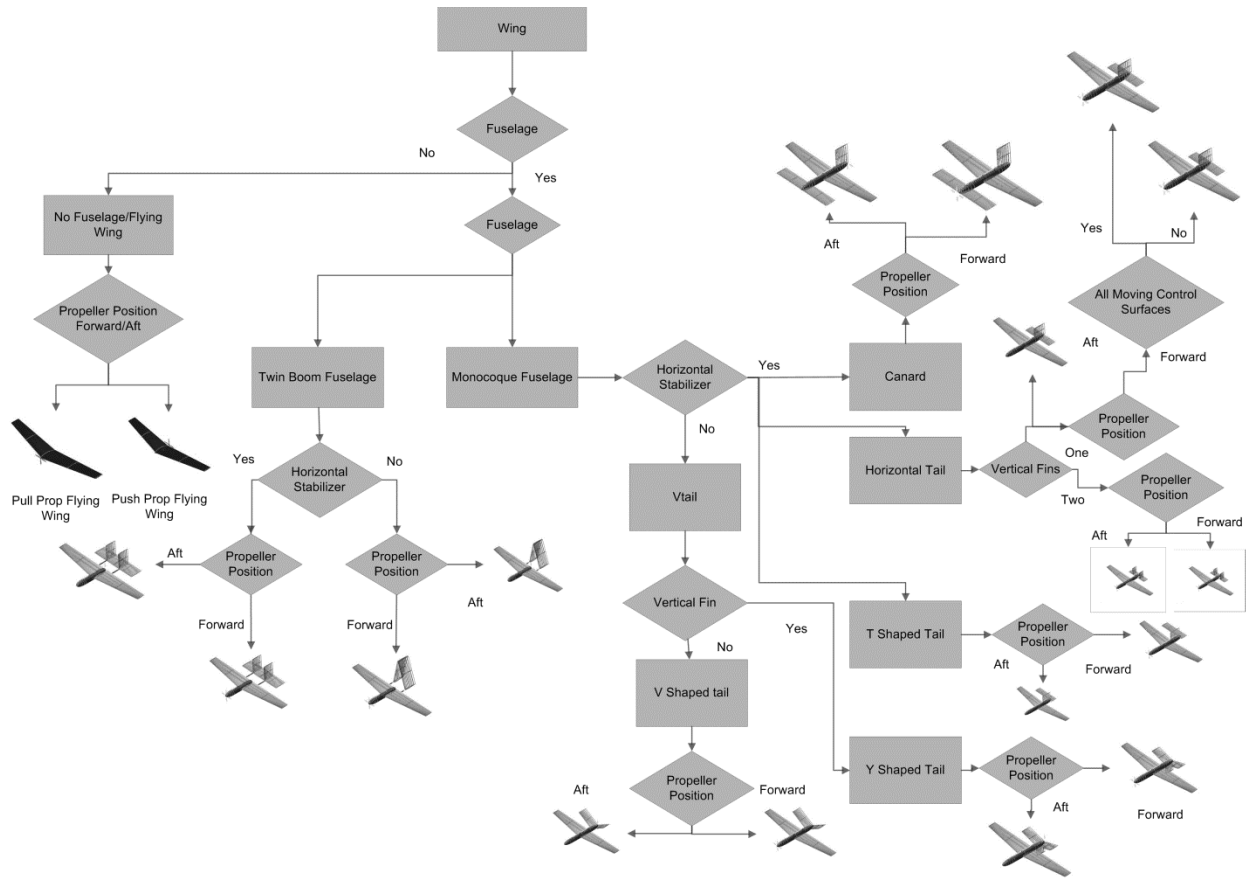 Wing
Fuselage
No
Yes
No Fuselage/Flying
Wing
Fuselage
Propeller Position
Forward/Aft
Twin Boom Fuselage
Monocoque Fuselage
Pull Prop Flying
Wing
Push Prop Flying
Wing
Yes
Horizontal
Stabilizer
No
Aft
Propeller
Position
Propeller
Position
Aft
Forward
Forward
Horizontal
Stabilizer
Yes
No
Canard
Propeller
Position
Aft
Forward
Horizontal Tail
Vertical Fins
One
Two
Propeller
Position
Aft
Forward
All Moving Control
Surfaces
Yes
No
Propeller
Position
Aft
Forward
Vtail
Vertical Fin
Yes
No
V Shaped tail
Propeller
Position
Aft
Forward
T Shaped Tail
Propeller
Position
Aft
Forward
Y Shaped Tail
Propeller
Position
Aft
Forward